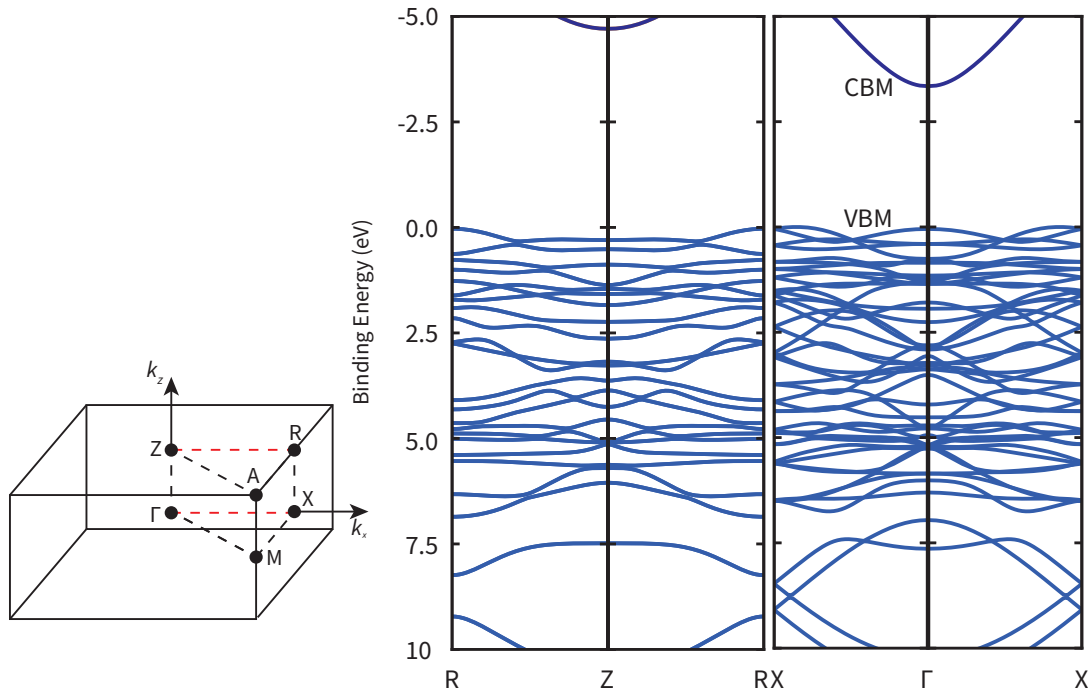 -5.0
-2.5
0.0
2.5
5.0
7.5
10
Binding Energy (eV)
CBM
VBM
R
Z
R
X
Γ
X
k_z
Z
R
A
Γ
X
k_x
M